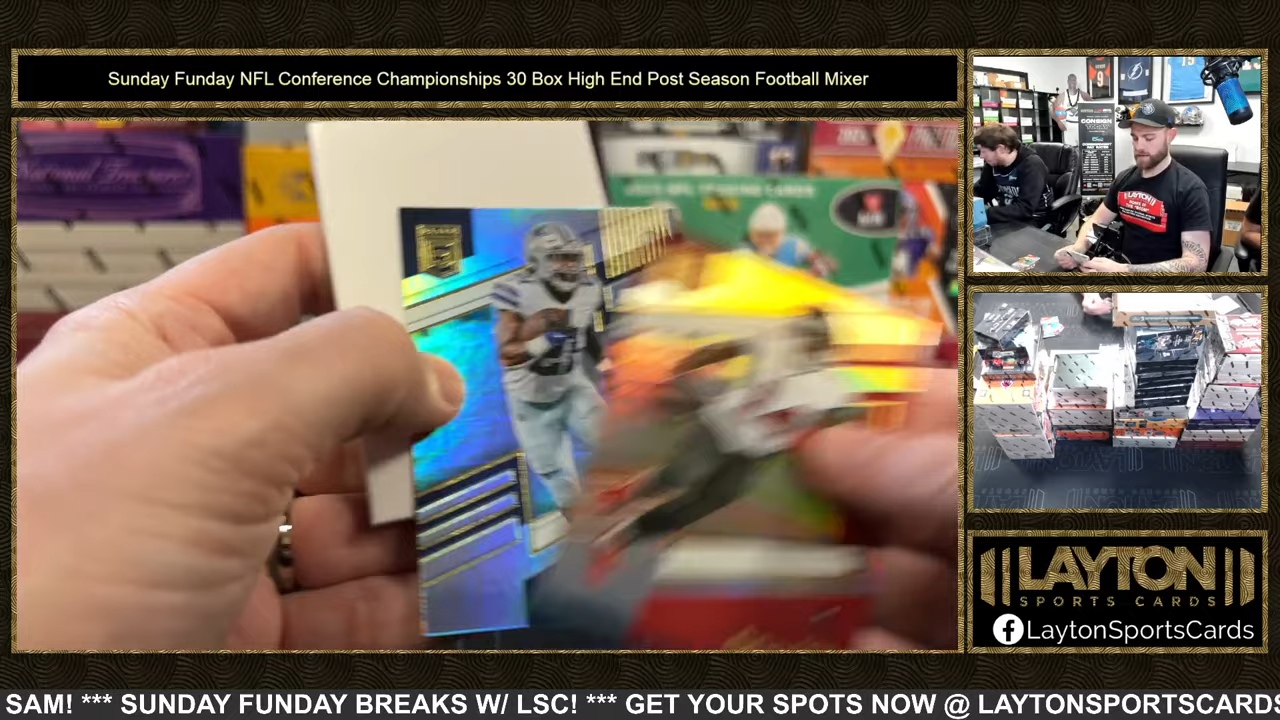 Sunday Funday NFL Conference Championships 30 Box High End Post Season Football Mixer
CONSIGN
LAYTON
SPORTS CARDS
LaytonSportsCards
SAM! *** SUNDAY FUNDAY BREAKS W/ LSC! *** GET YOUR SPOTS NOW @ LAYTONSPORTSCARDS